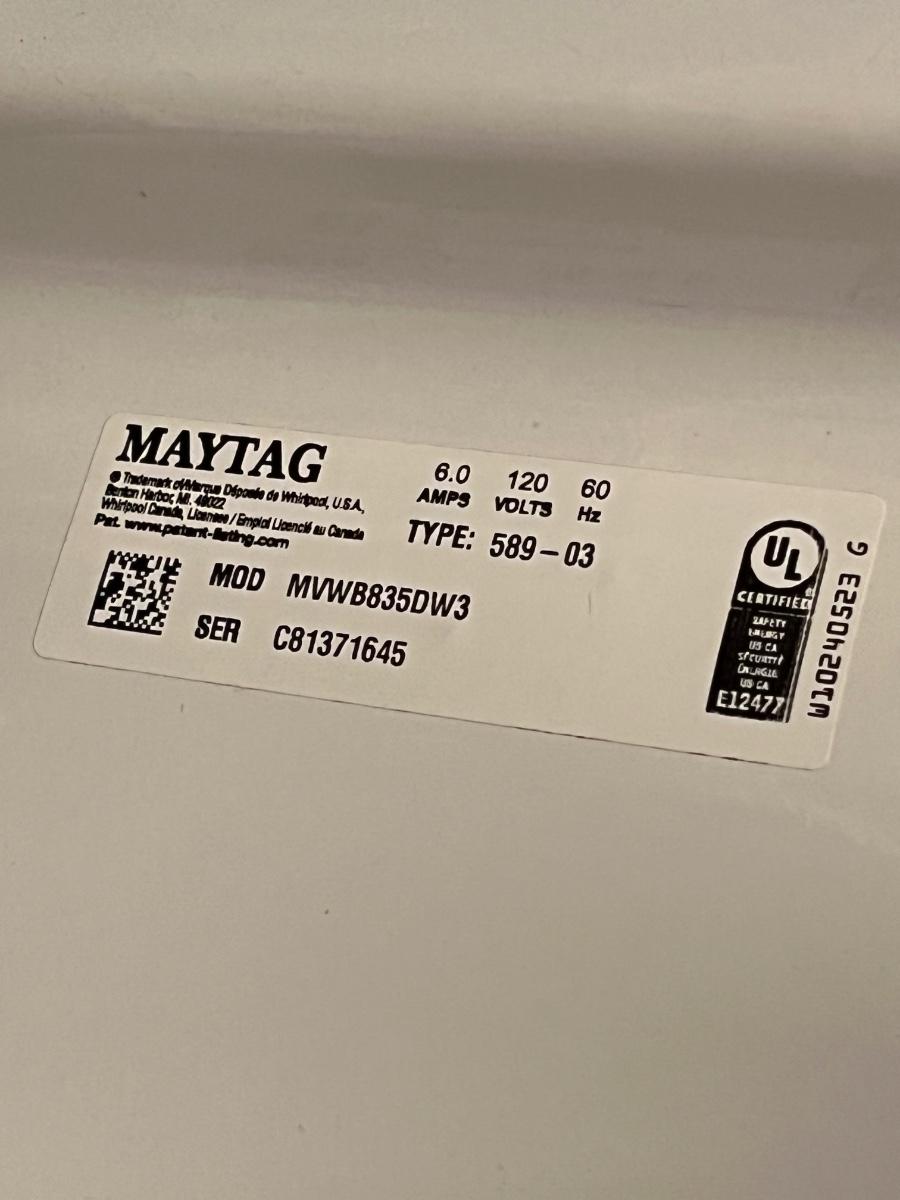 MAYTAG
® Trademark of/Marque Déposée de Whirlpool, U.S.A.,
Benton Harbor, MI. 49022
Whirlpool Canada, Licensee / Emploi Licencié au Canada
Pat. www.patent-listing.com
6.0 120 60
AMPS VOLTS Hz
TYPE: 589-03
MOD MVWB835DW3
SER C81371645
UL
CERTIFIED
SAFETY
ENERGY
US CA
SÉCURITÉ
ÉNERGIE
US CA
E12477
G E25042013